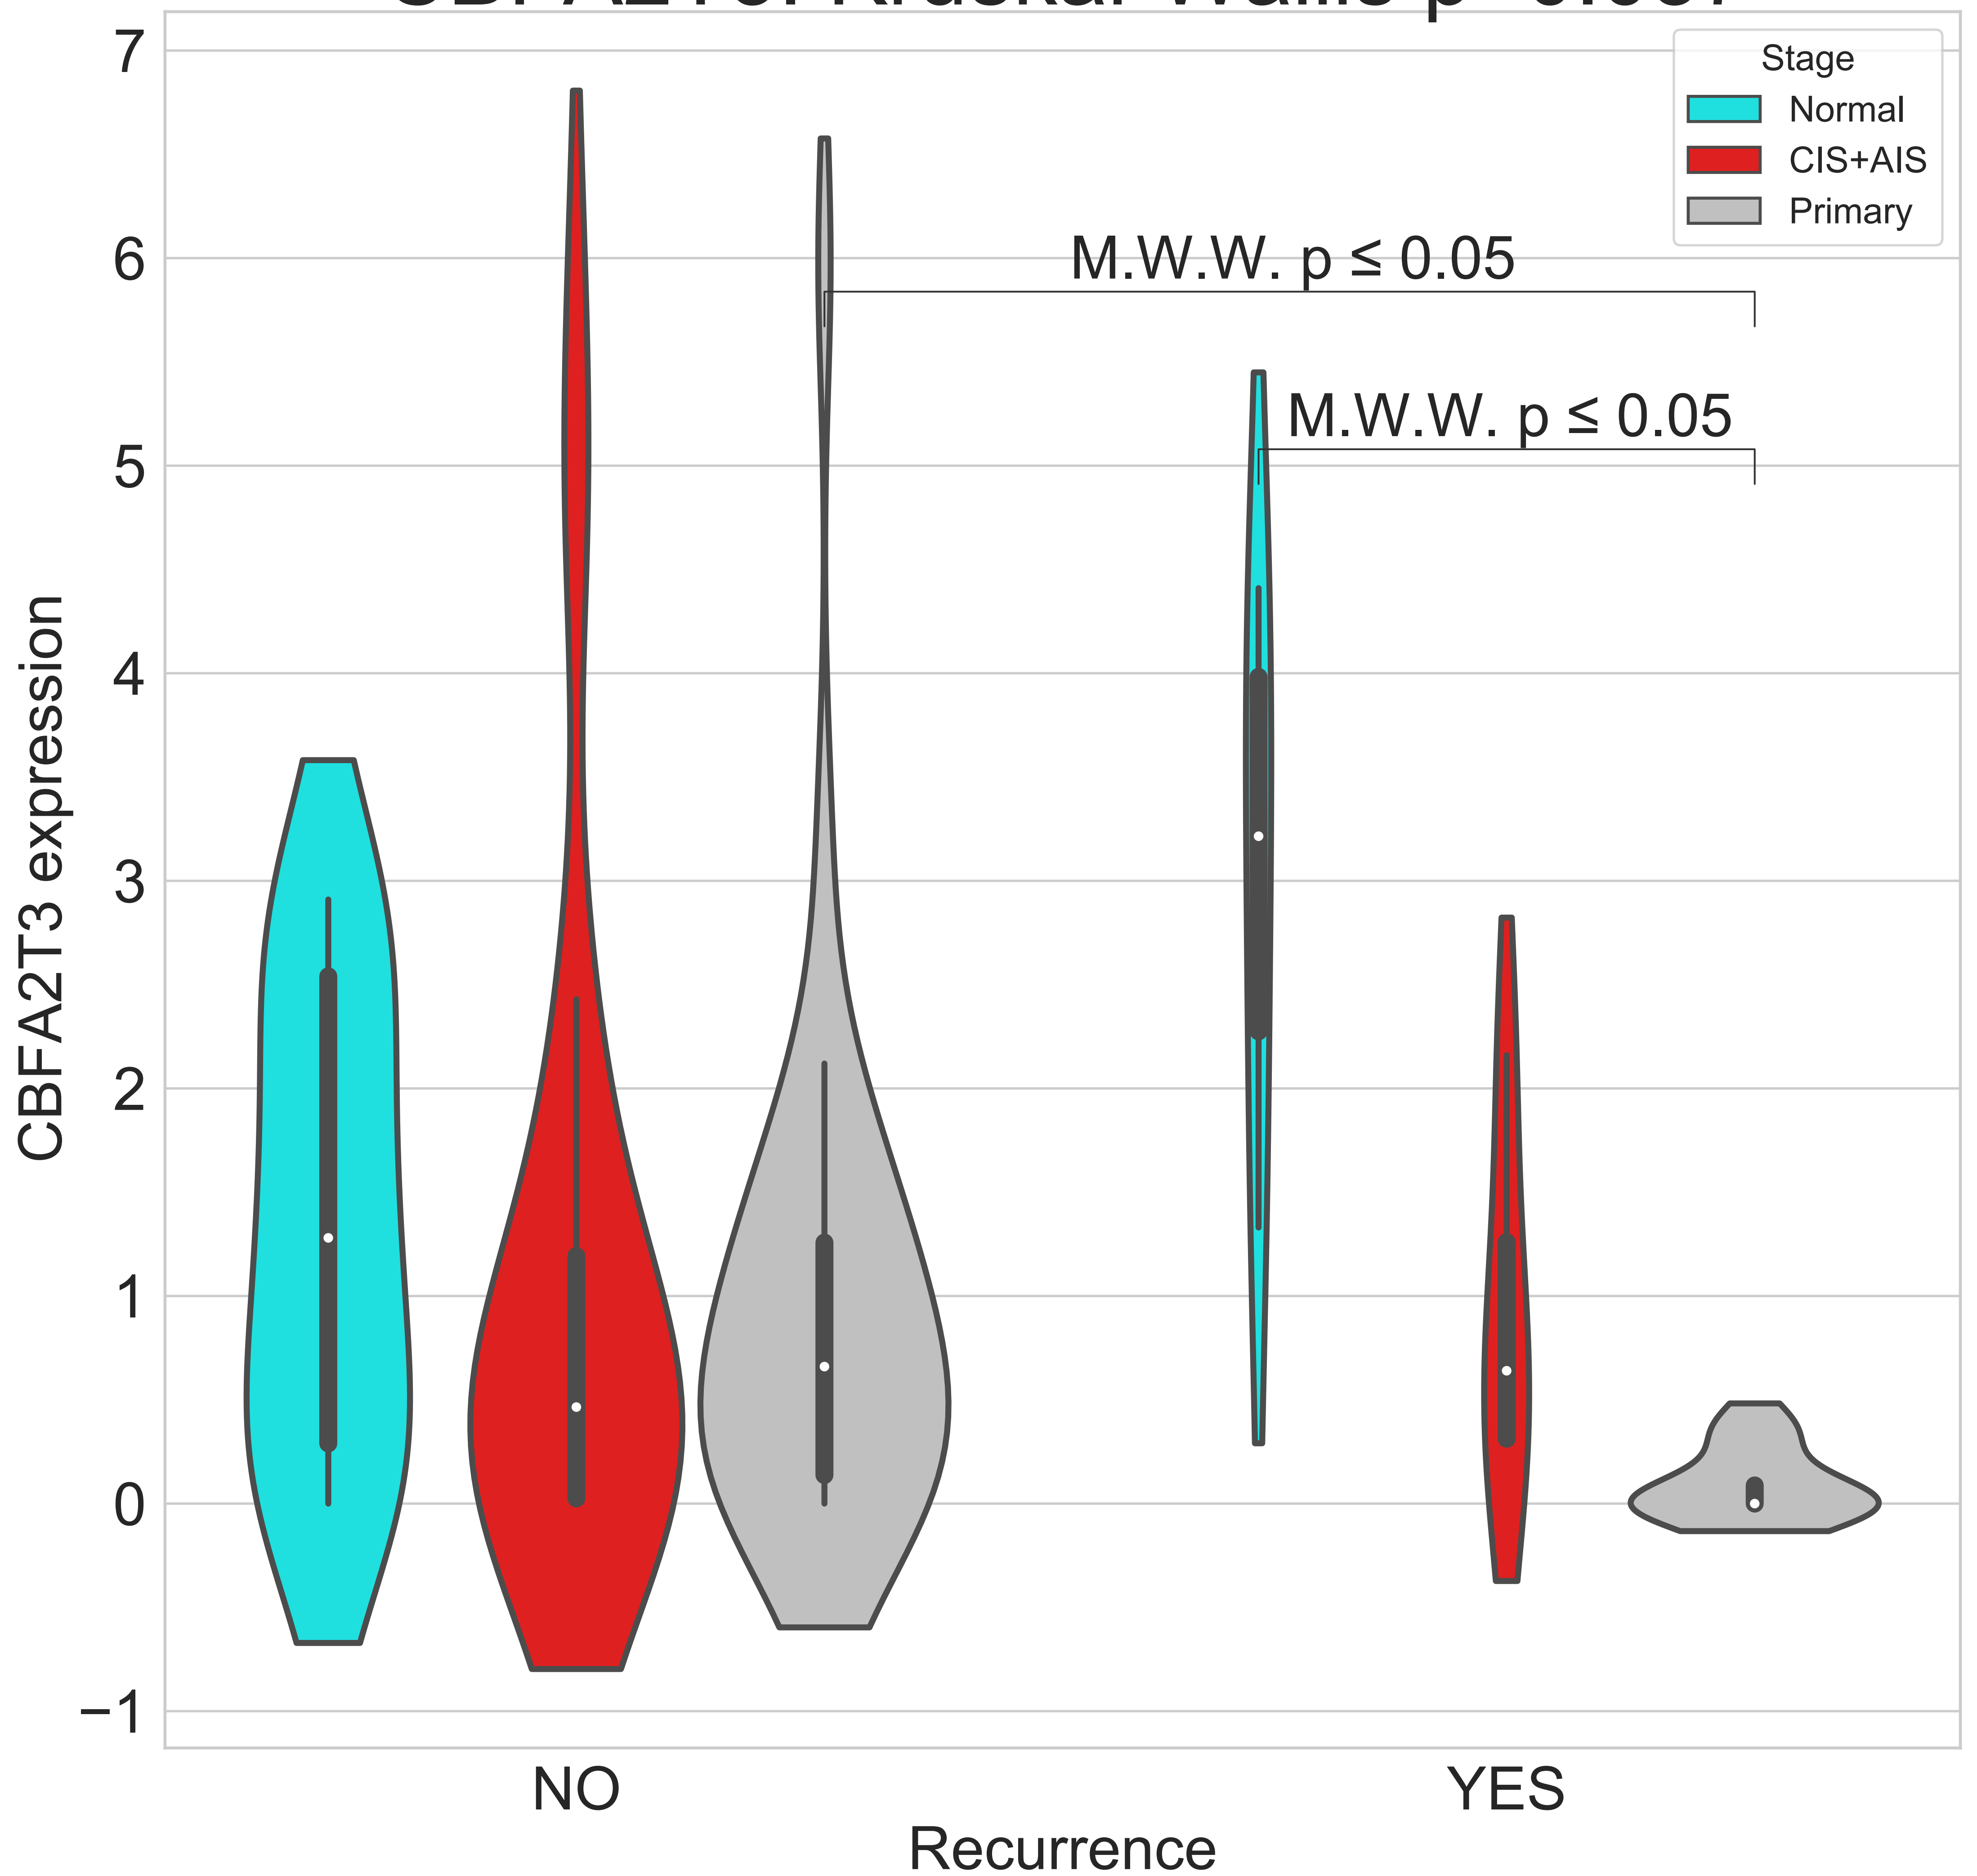 7
6
5
4
3
2
1
0
−1
CBFA2T3 expression
Stage
Normal
CIS+AIS
Primary
M.W.W. p ≤ 0.05
M.W.W. p ≤ 0.05
NO
YES
Recurrence